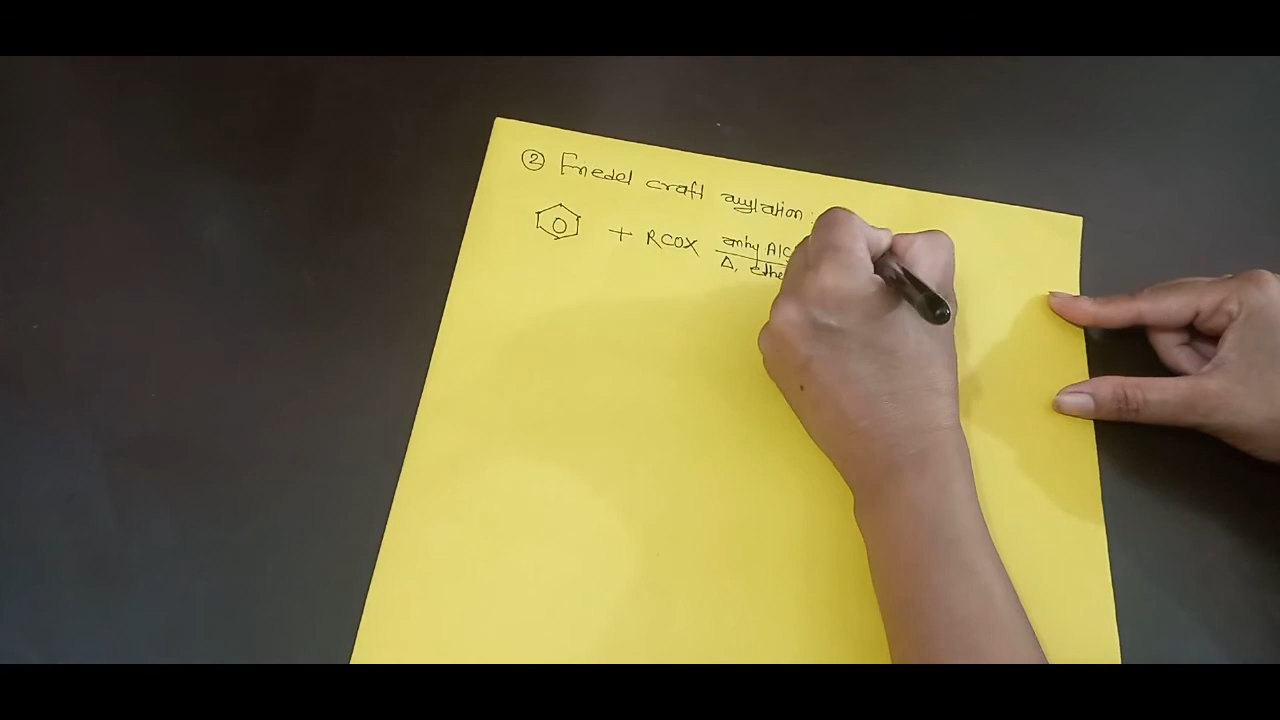 ② Friedel craft acylation :
+ RCOX anhy AlC
Δ, ethe